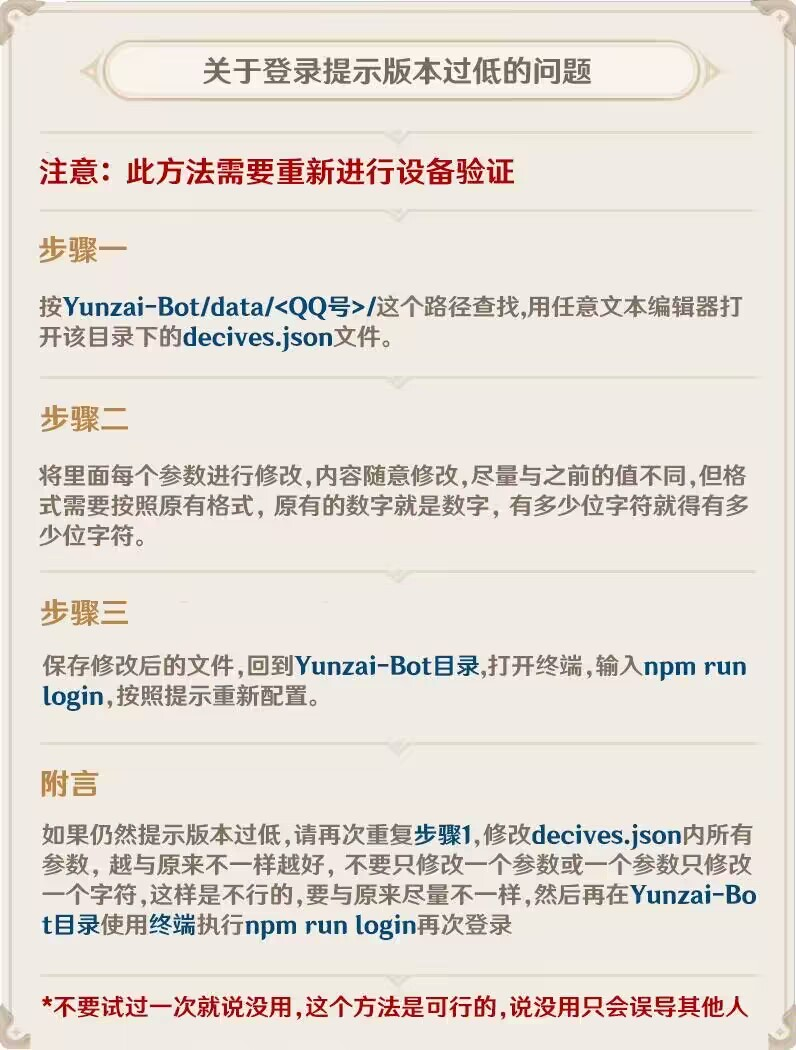 关于登录提示版本过低的问题
注意：此方法需要重新进行设备验证
步骤一
按Yunzai-Bot/data/<QQ号>/这个路径查找,用任意文本编辑器打
开该目录下的decives.json文件。
步骤二
将里面每个参数进行修改,内容随意修改,尽量与之前的值不同,但格
式需要按照原有格式，原有的数字就是数字，有多少位字符就得有多
少位字符。
步骤三
保存修改后的文件,回到Yunzai-Bot目录,打开终端,输入npm run
login,按照提示重新配置。
附言
如果仍然提示版本过低,请再次重复步骤1,修改decives.json内所有
参数，越与原来不一样越好，不要只修改一个参数或一个参数只修改
一个字符,这样是不行的,要与原来尽量不一样,然后再在Yunzai-Bo
t目录使用终端执行npm run login再次登录
*不要试过一次就说没用,这个方法是可行的,说没用只会误导其他人